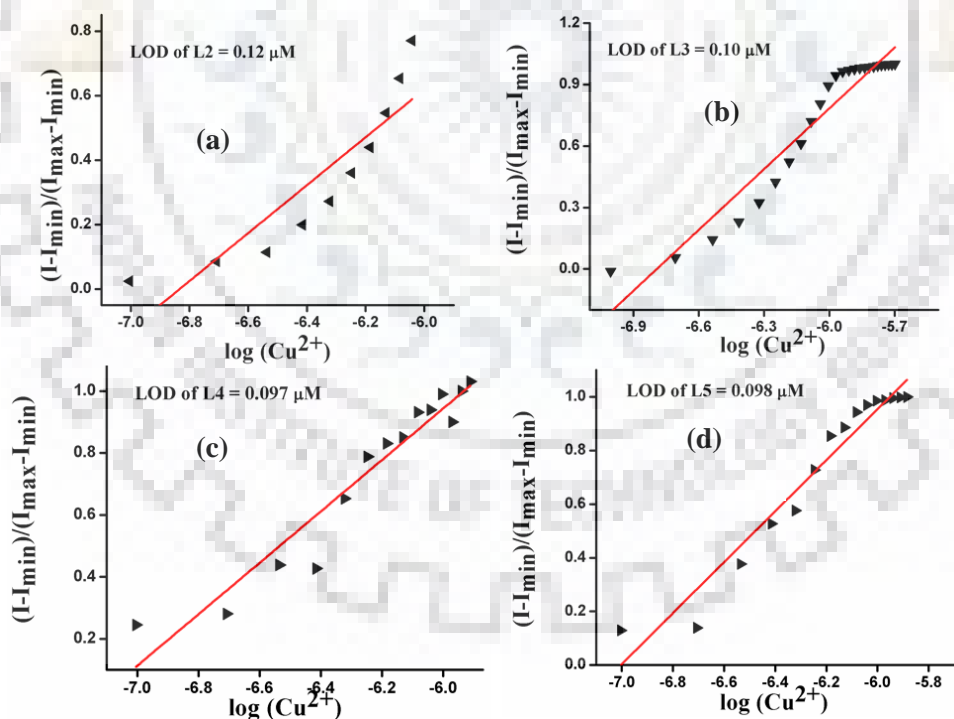 LOD of L2 = 0.12 μM
(a)
(I-Imin)/(Imax-Imin)
0.8
0.6
0.4
0.2
0.0
-7.0 -6.8 -6.6 -6.4 -6.2 -6.0
log (Cu2+)
LOD of L3 = 0.10 μM
(b)
(I-Imin)/(Imax-Imin)
1.2
0.9
0.6
0.3
0.0
-6.9 -6.6 -6.3 -6.0 -5.7
log (Cu2+)
LOD of L4 = 0.097 μM
(c)
(I-Imin)/(Imax-Imin)
1.0
0.8
0.6
0.4
0.2
-7.0 -6.8 -6.6 -6.4 -6.2 -6.0
log (Cu2+)
LOD of L5 = 0.098 μM
(d)
(I-Imin)/(Imax-Imin)
1.0
0.8
0.6
0.4
0.2
0.0
-7.0 -6.8 -6.6 -6.4 -6.2 -6.0 -5.8
log (Cu2+)